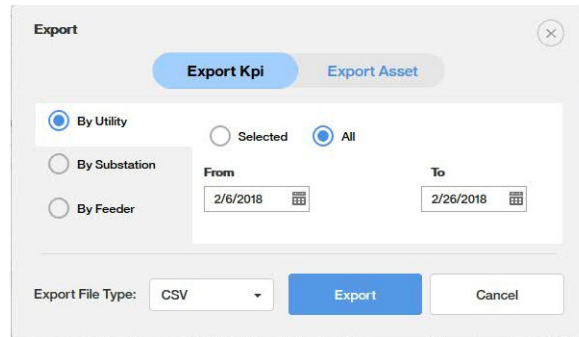 Export
Export Kpi
Export Asset
By Utility
Selected
All
By Substation
From
To
2/6/2018
2/26/2018
By Feeder
Export File Type:
CSV
Export
Cancel